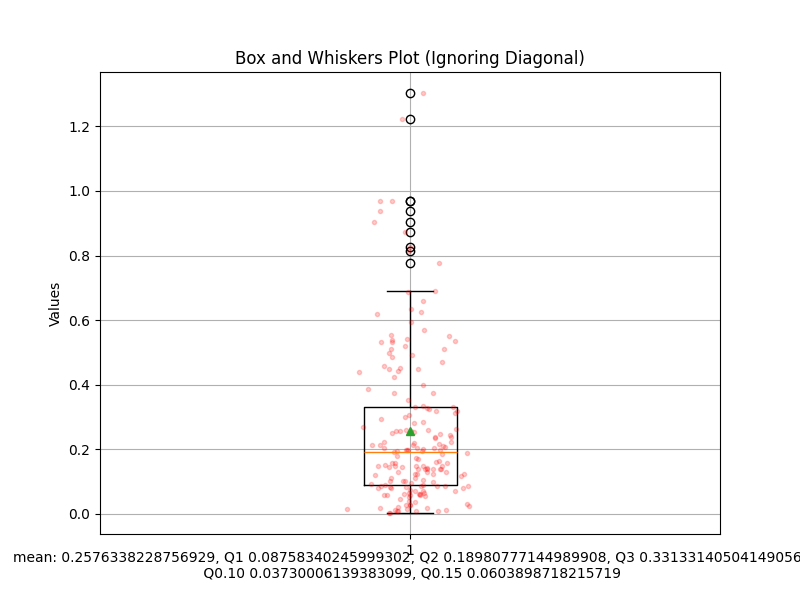 Box and Whiskers Plot (Ignoring Diagonal)
1.2
1.0
0.8
0.6
0.4
0.2
0.0
Values
1
mean: 0.2576338228756929, Q1 0.08758340245999302, Q2 0.18980777144989908, Q3 0.33133140504149056
Q0.10 0.03730006139383099, Q0.15 0.0603898718215719